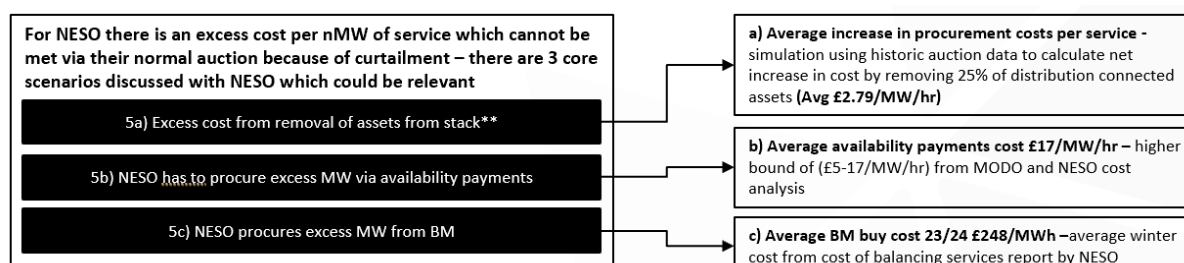 For NESO there is an excess cost per nMW of service which cannot be
met via their normal auction because of curtailment – there are 3 core
scenarios discussed with NESO which could be relevant
5a) Excess cost from removal of assets from stack**
5b) NESO has to procure excess MW via availability payments
5c) NESO procures excess MW from BM
a) Average increase in procurement costs per service -
simulation using historic auction data to calculate net
increase in cost by removing 25% of distribution connected
assets (Avg £2.79/MW/hr)
b) Average availability payments cost £17/MW/hr – higher
bound of (£5-17/MW/hr) from MODO and NESO cost
analysis
c) Average BM buy cost 23/24 £248/MWh –average winter
cost from cost of balancing services report by NESO